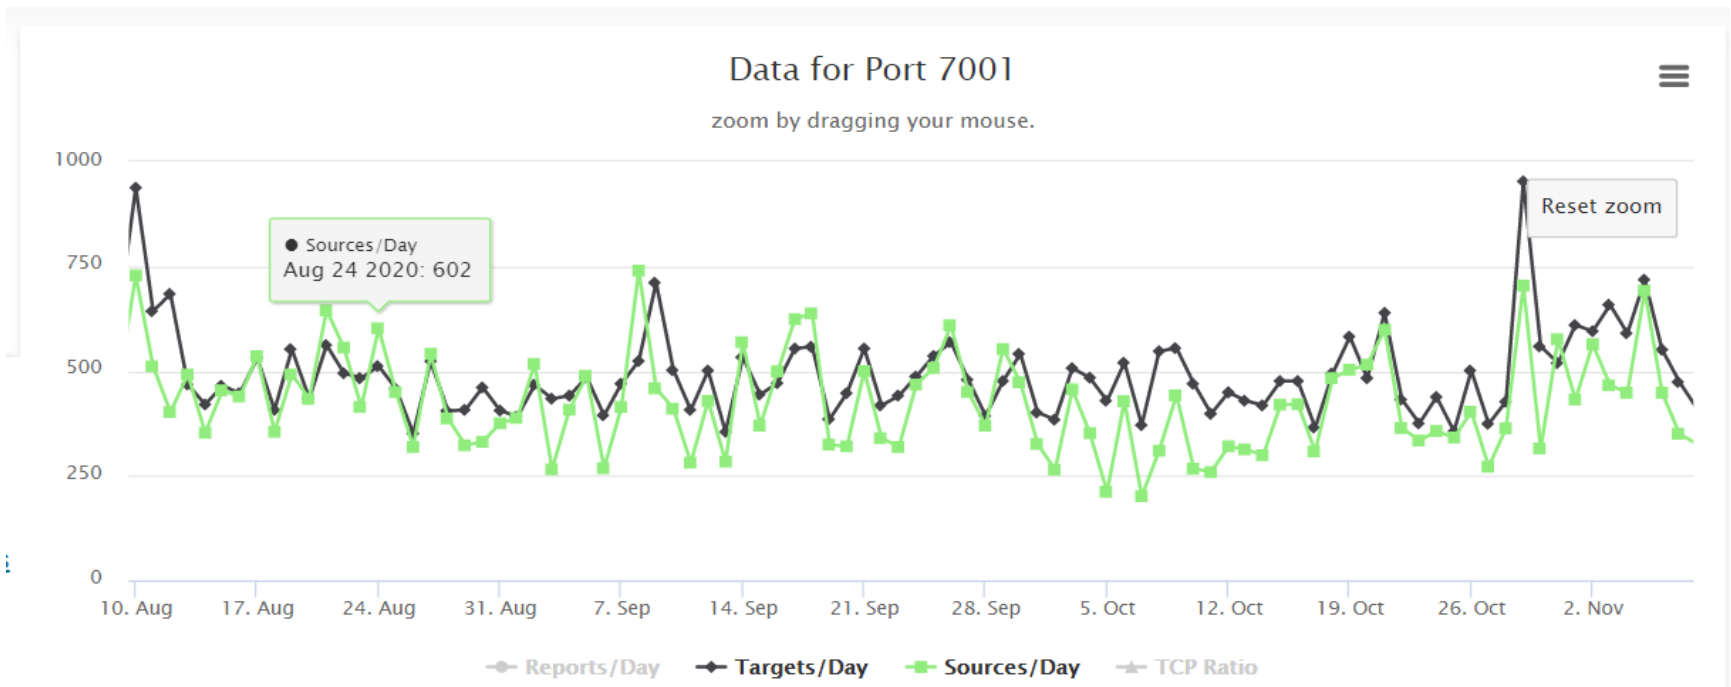 Data for Port 7001
zoom by dragging your mouse.
1000
750
500
250
0
Sources/Day
Aug 24 2020: 602
Reset zoom
10. Aug 17. Aug 24. Aug 31. Aug 7. Sep 14. Sep 21. Sep 28. Sep 5. Oct 12. Oct 19. Oct 26. Oct 2. Nov
Reports/Day Targets/Day Sources/Day TCP Ratio